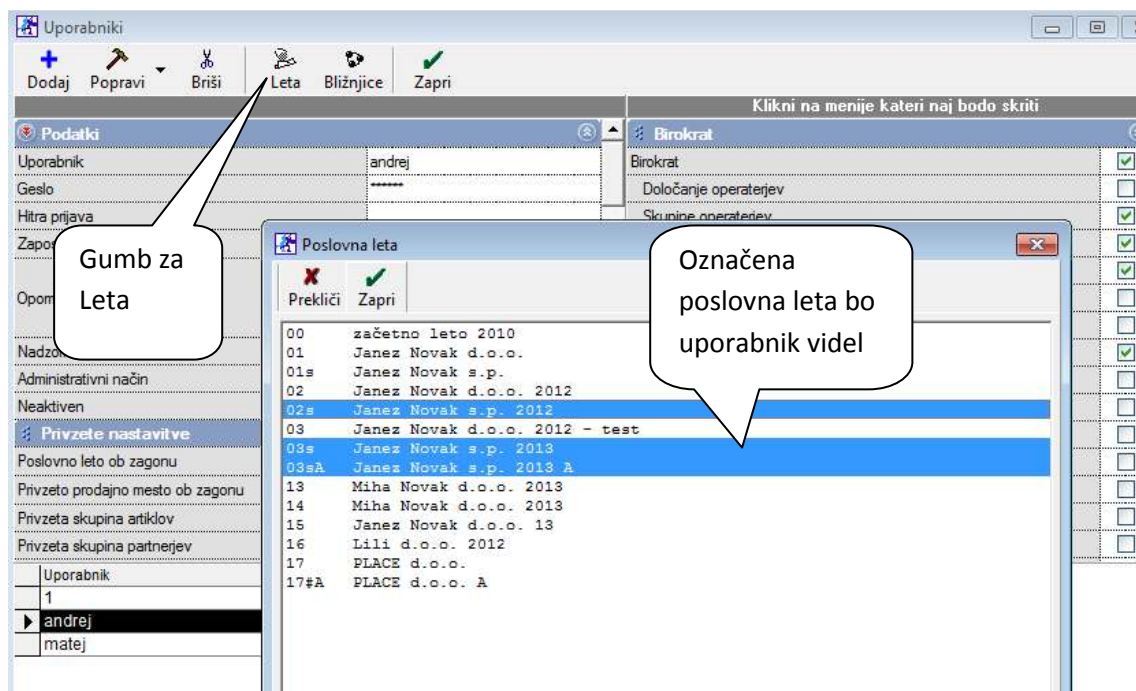 Uporabniki
Dodaj Popravi Briši Leta Bližnjice Zapri
Klikni na menije kateri naj bodo skriti
Podatki
Birokrat
Uporabnik andrej
Birokrat
Geslo ******
Določanje operaterjev
Hitra prijava
Skupine operaterjev
Gumb za
Leta
Poslovna leta
Označena
poslovna leta bo
uporabnik videl
Prekliči Zapri
00 začetno leto 2010
01 Janez Novak d.o.o.
01s Janez Novak s.p.
02 Janez Novak d.o.o. 2012
02s Janez Novak s.p. 2012
03 Janez Novak d.o.o. 2012 - test
03s Janez Novak s.p. 2013
03sA Janez Novak s.p. 2013 A
13 Miha Novak d.o.o. 2013
14 Miha Novak d.o.o. 2013
15 Janez Novak d.o.o. 13
16 Lili d.o.o. 2012
17 PLACE d.o.o.
17#A PLACE d.o.o. A
Administrativni način
Neaktiven
Privzete nastavitve
Poslovno leto ob zagonu
Privzeto prodajno mesto ob zagonu
Privzeta skupina artiklov
Privzeta skupina partnerjev
Uporabnik
1
andrej
matej